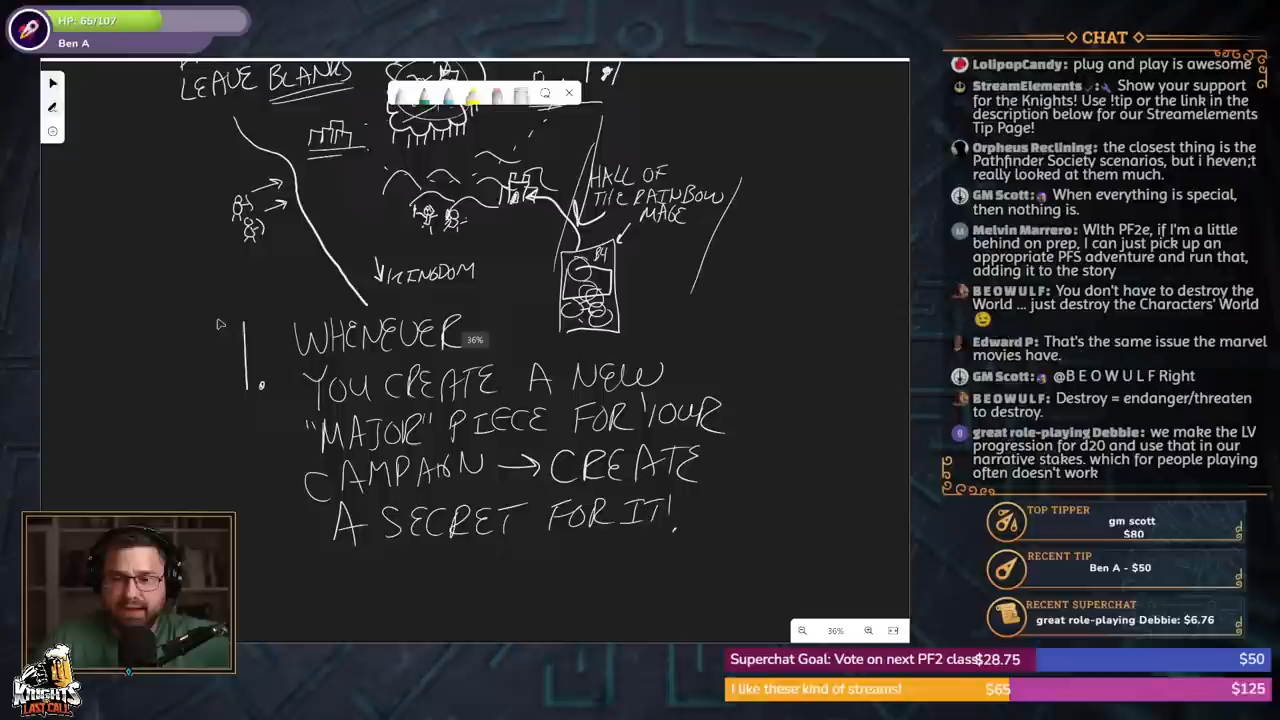 HP: 65/107
Ben A
LEAVE BLANKS
HALL OF
THE RAINBOW
MAGE
KINGDOM
36%
1. WHENEVER
YOU CREATE A NEW
"MAJOR" PIECE FOR YOUR
CAMPAIGN → CREATE
A SECRET FOR IT!
36%
CHAT
LolipopCandy: plug and play is awesome
StreamElements: Show your support
for the Knights! Use !tip or the link in the
description below for our Streamelements
Tip Page!
Orpheus Reclining: the closest thing is the
Pathfinder Society scenarios, but i heven;t
really looked at them much.
GM Scott: When everything is special,
then nothing is.
Melvin Marrero: WIth PF2e, if I'm a little
behind on prep, I can just pick up an
appropriate PFS adventure and run that,
adding it to the story
B E O W U L F: You don't have to destroy the
World ... just destroy the Characters' World
Edward P: That's the same issue the marvel
movies have.
GM Scott: @B E O W U L F Right
B E O W U L F: Destroy = endanger/threaten
to destroy.
great role-playing Debbie: we make the LV
progression for d20 and use that in our
narrative stakes. which for people playing
often doesn't work
TOP TIPPER
gm scott
$80
RECENT TIP
Ben A - $50
RECENT SUPERCHAT
great role-playing Debbie: $6.76
Superchat Goal: Vote on next PF2 class $28.75 $50
I like these kind of streams! $65 $125
KNIGHTS
LAST CALL